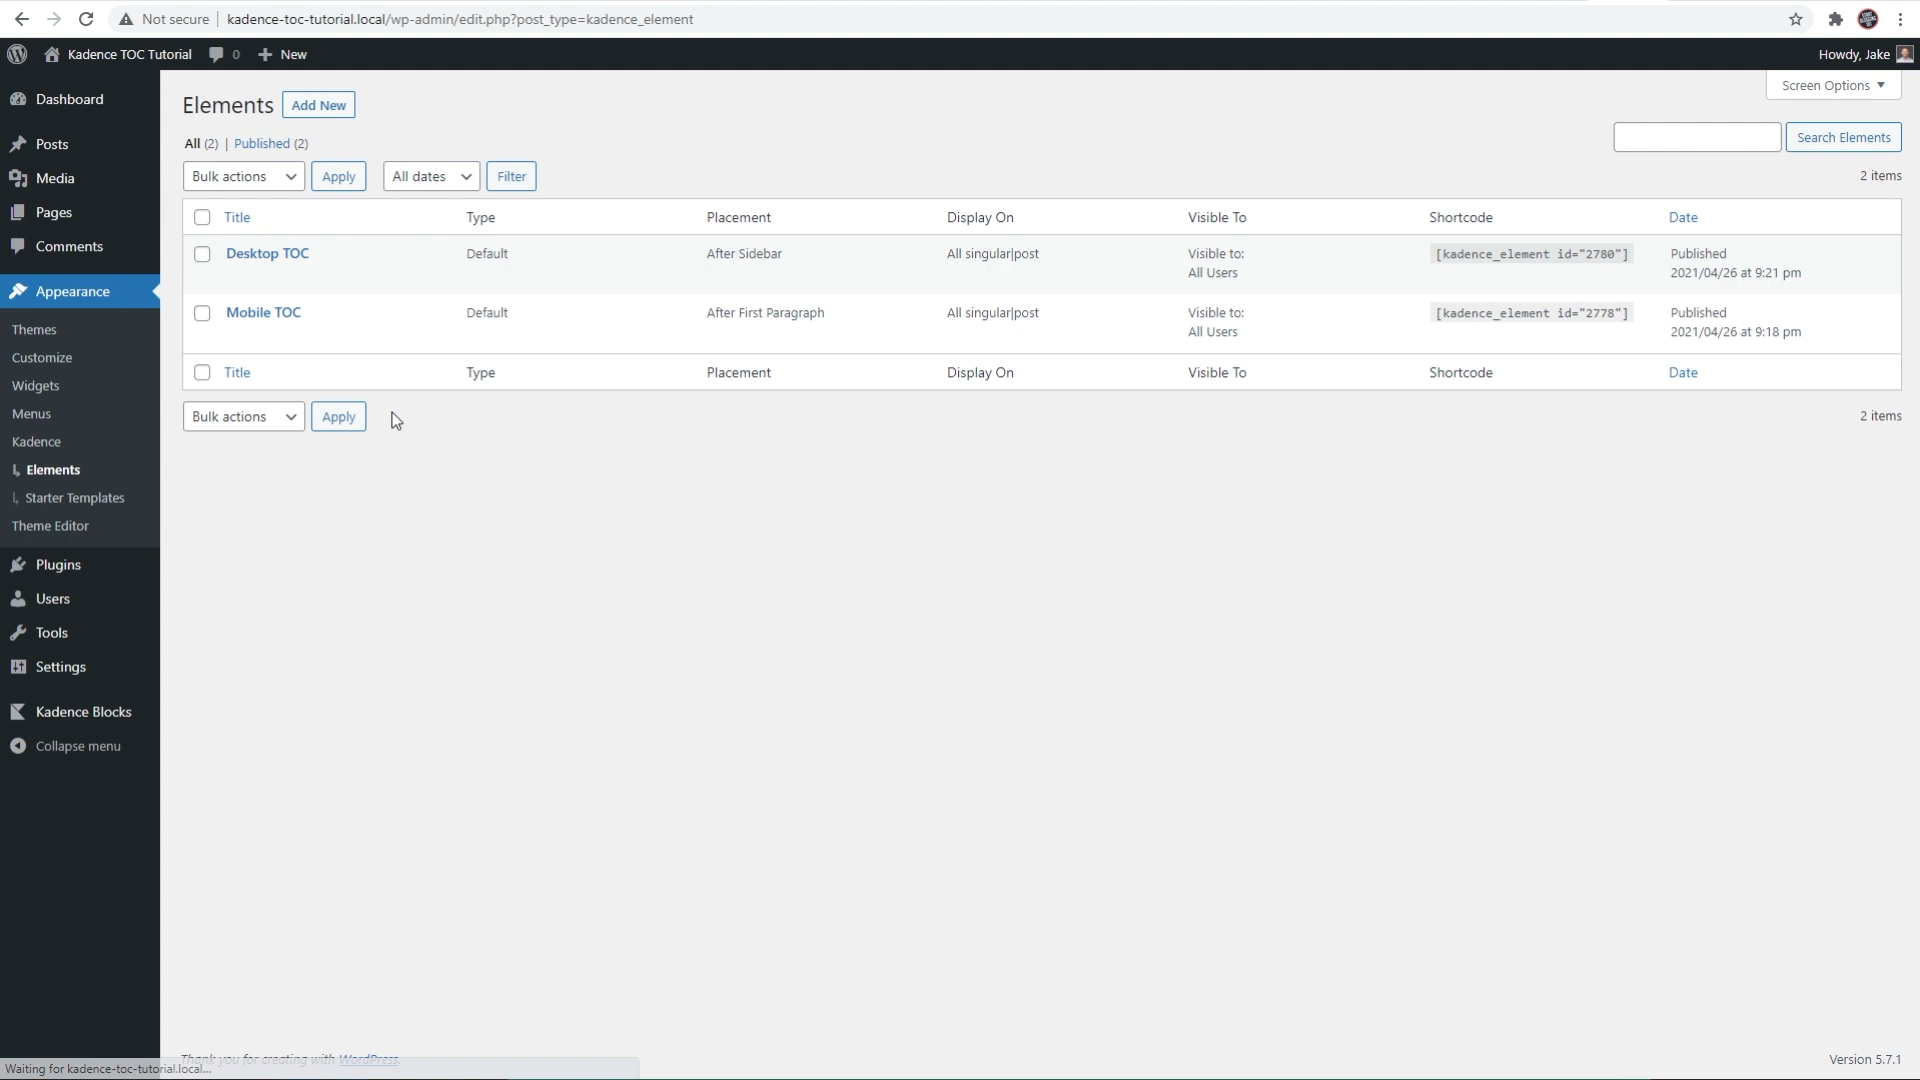 Not secure
kadence-toc-tutorial.local/wp-admin/edit.php?post_type=kadence_element
Kadence TOC Tutorial
0
New
Howdy, Jake
Dashboard
Posts
Media
Pages
Comments
Appearance
Themes
Customize
Widgets
Menus
Kadence
Elements
Starter Templates
Theme Editor
Plugins
Users
Tools
Settings
Kadence Blocks
Collapse menu
Screen Options
Elements
Add New
All (2) | Published (2)
Search Elements
Bulk actions
Apply
All dates
Filter
2 items
Title Type Placement Display On Visible To Shortcode Date
Desktop TOC Default After Sidebar All singular|post Visible to: [kadence_element id="2780"] Published
All Users 2021/04/26 at 9:21 pm
Mobile TOC Default After First Paragraph All singular|post Visible to: [kadence_element id="2778"] Published
All Users 2021/04/26 at 9:18 pm
Title Type Placement Display On Visible To Shortcode Date
Bulk actions
Apply
2 items
Thank you for creating with WordPress.
Version 5.7.1
Waiting for kadence-toc-tutorial.local...